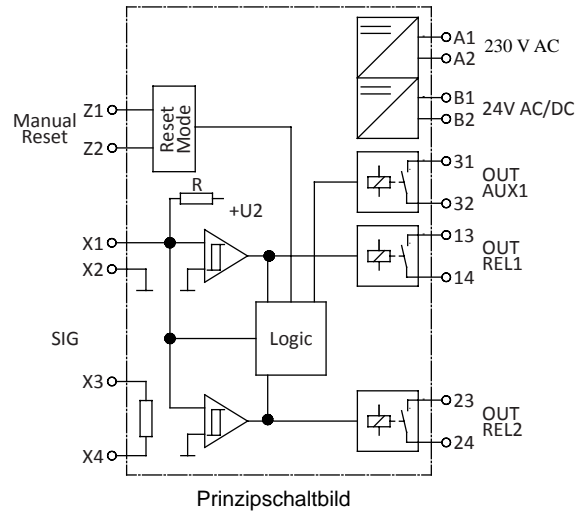 A1
230 V AC
A2
B1
24V AC/DC
B2
Z1
Manual
Reset
Z2
Reset
Mode
31
OUT
AUX1
32
R
+U2
13
OUT
REL1
14
X1
X2
SIG
Logic
X3
X4
23
OUT
REL2
24
Prinzipschaltbild